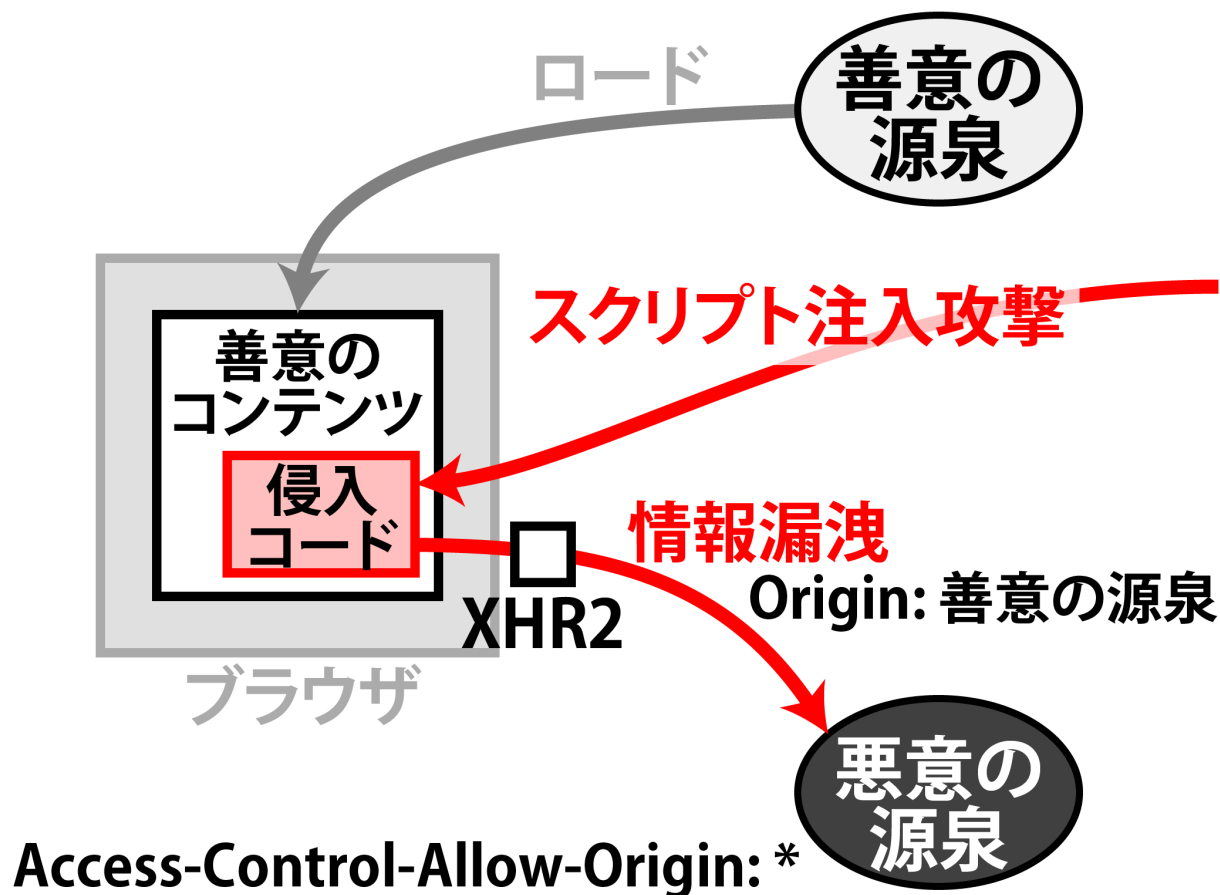 ロード
善意の
源泉
スクリプト注入攻撃
善意の
コンテンツ
侵入
コード
情報漏洩
Origin: 善意の源泉
XHR2
ブラウザ
悪意の
源泉
Access-Control-Allow-Origin: *